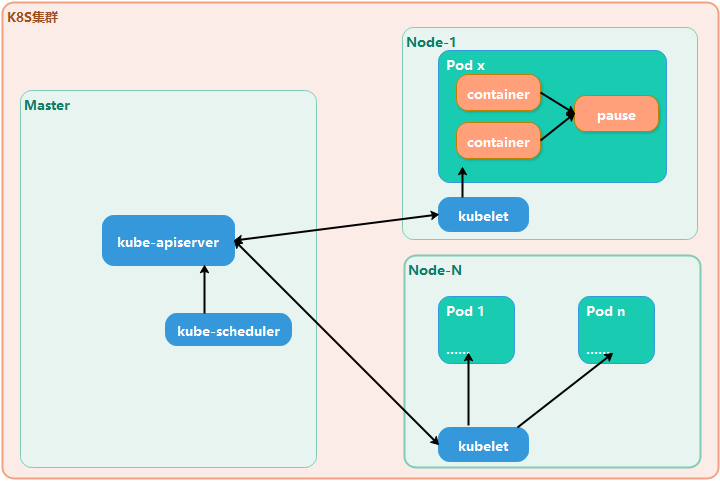 K8S集群
Master
kube-apiserver
kube-scheduler
Node-1
Pod x
container
container
pause
kubelet
Node-N
Pod 1
......
Pod n
......
kubelet